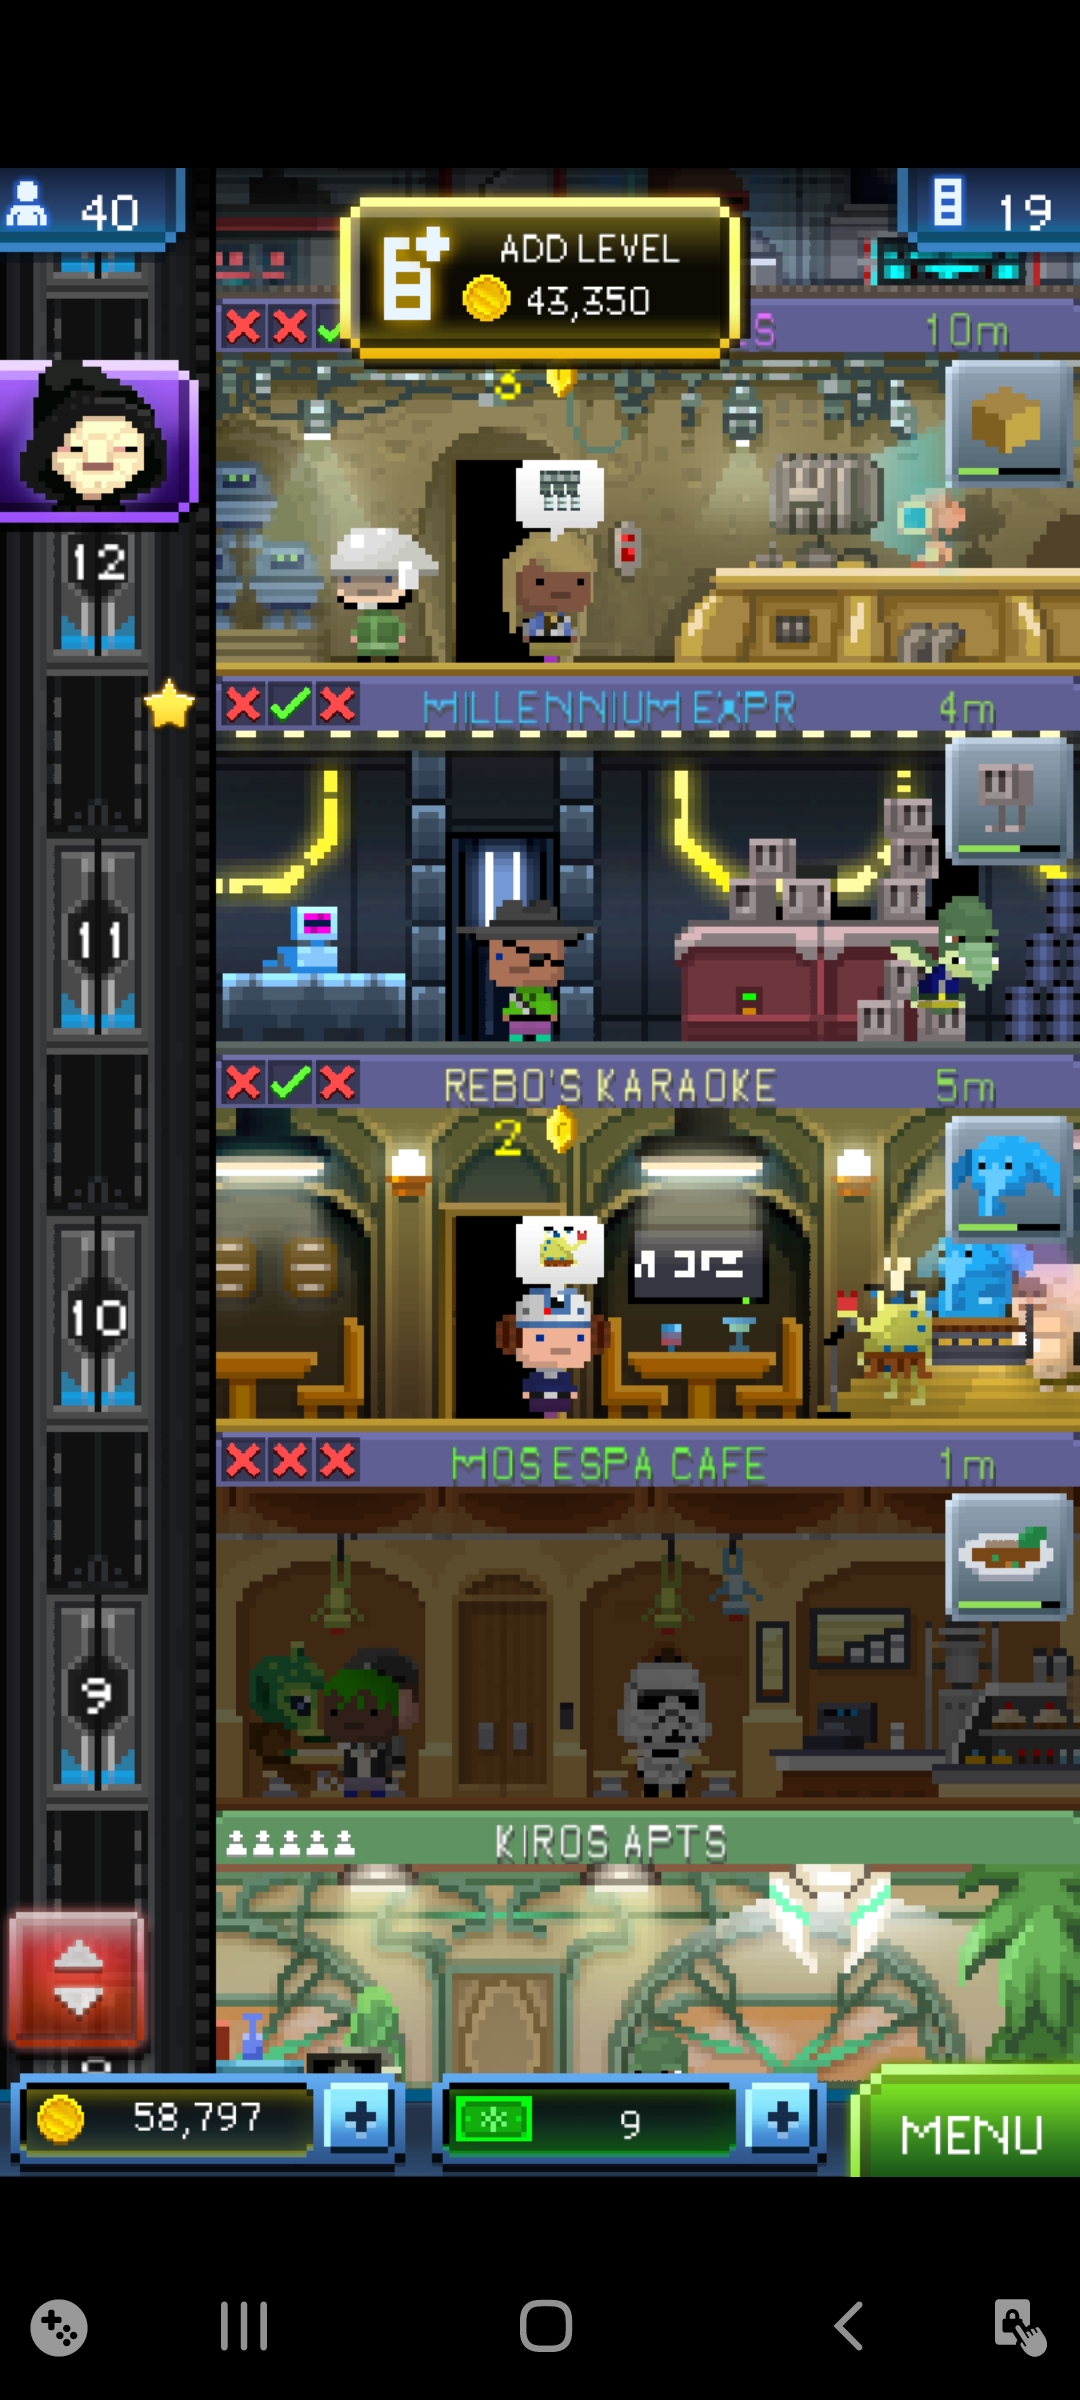 40
19
ADD LEVEL
43,350
S
10m
3
12
MILLENNIUM EXPR
4m
11
REBO'S KARAOKE
5m
2
10
MOS ESPA CAFE
1m
9
KIROS APTS
58,797
9
MENU